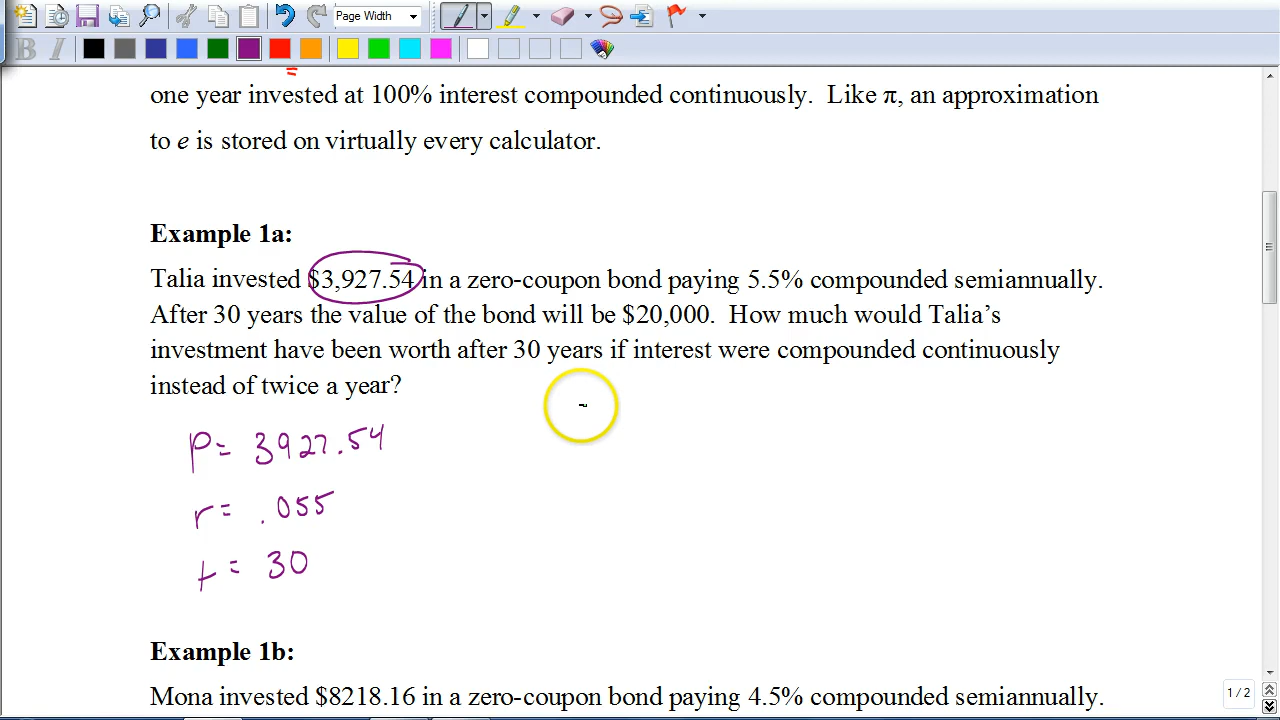 Page Width
B I
one year invested at 100% interest compounded continuously. Like π, an approximation
to e is stored on virtually every calculator.
Example 1a:
Talia invested $3,927.54 in a zero-coupon bond paying 5.5% compounded semiannually.
After 30 years the value of the bond will be $20,000. How much would Talia's
investment have been worth after 30 years if interest were compounded continuously
instead of twice a year?
P= 3927.54
r= .055
t= 30
Example 1b:
Mona invested $8218.16 in a zero-coupon bond paying 4.5% compounded semiannually.
1/2